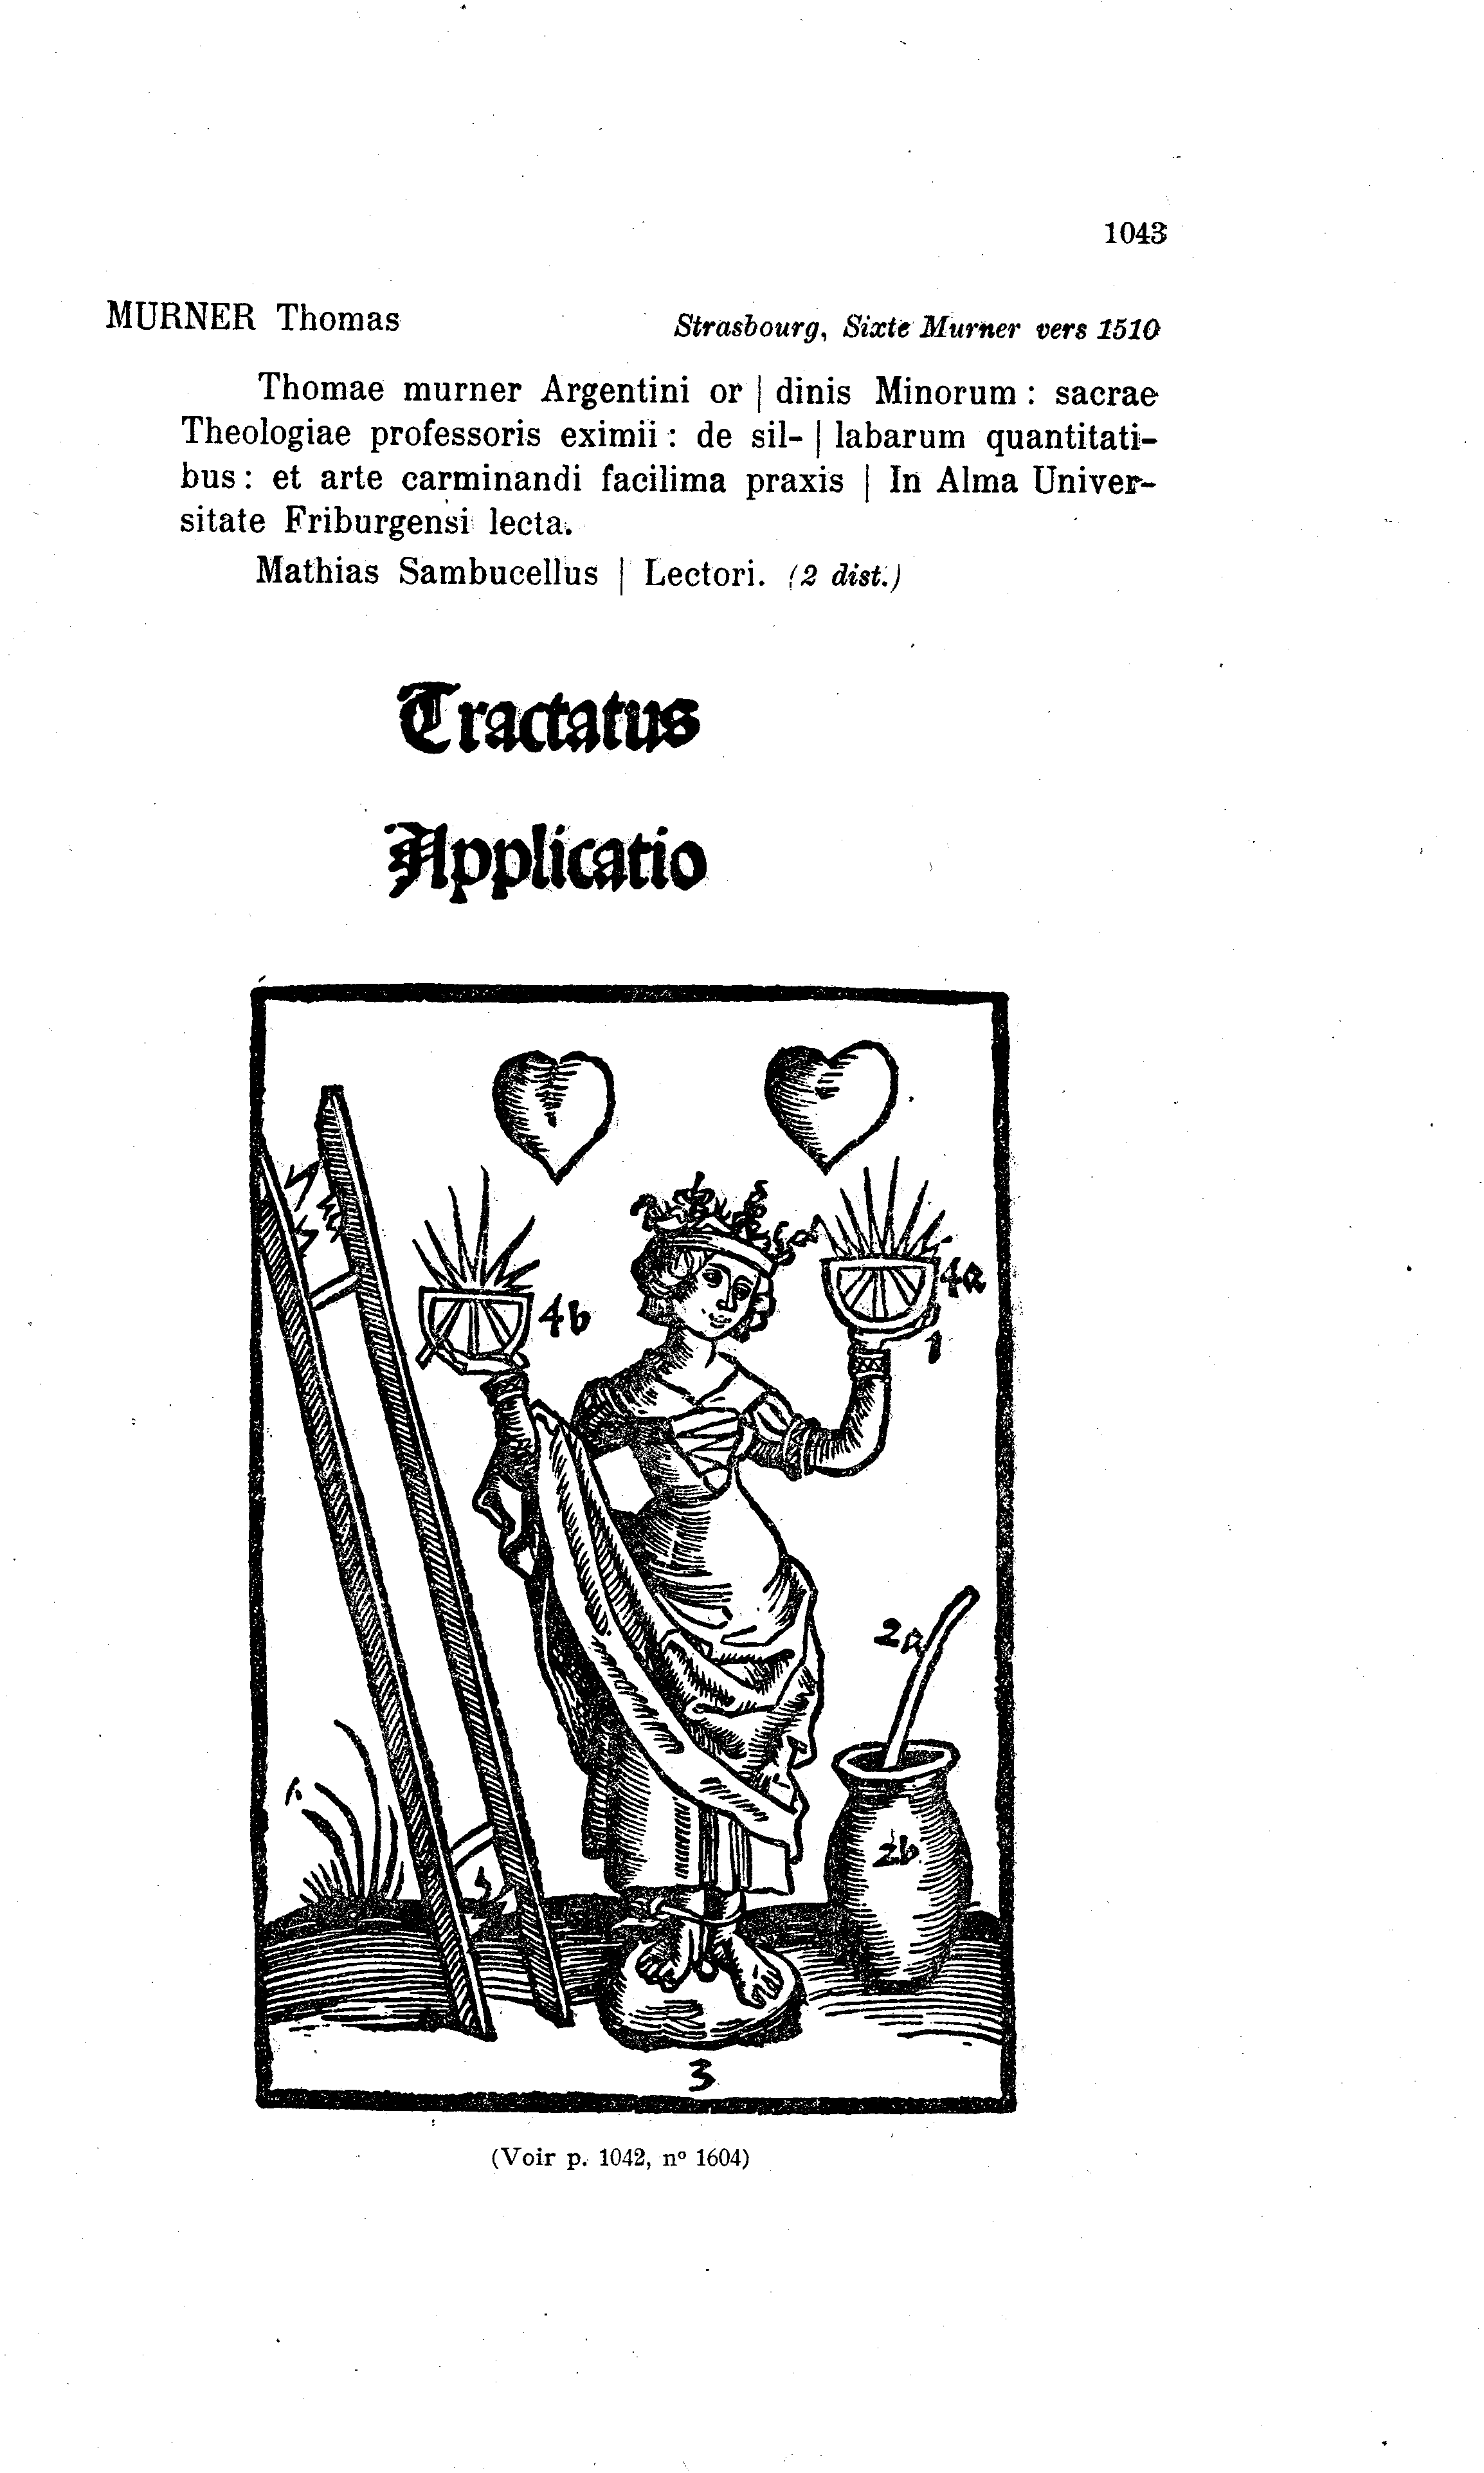 1043
MURNER Thomas Strasbourg, Sixte Murner vers 1510
Thomae murner Argentini or | dinis Minorum : sacrae
Theologiae professoris eximii : de sil- | labarum quantitati-
bus : et arte carminandi facilima praxis | In Alma Univer-
sitate Friburgensi lecta.
Mathias Sambucellus | Lectori. (2 dist.)
Tractatus
Applicatio
4a
4b
1
2a
2b
3
(Voir p. 1042, nº 1604)